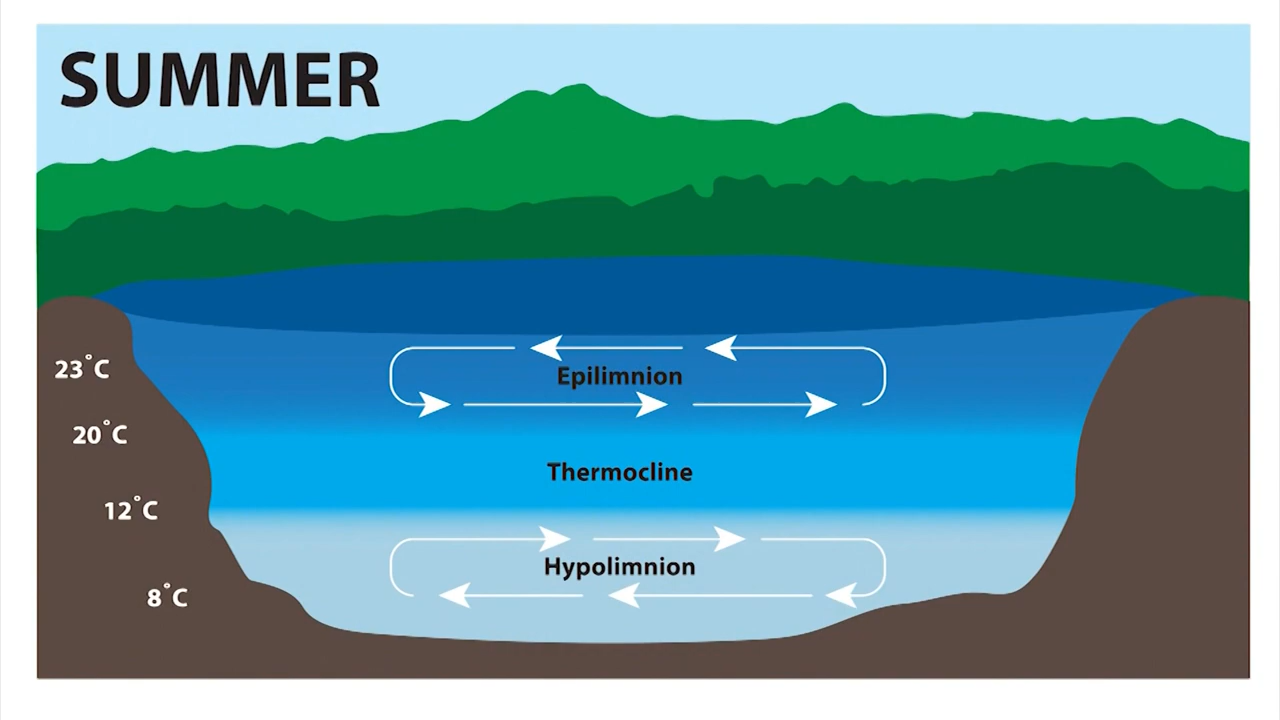 SUMMER
23°C
Epilimnion
20°C
Thermocline
12°C
Hypolimnion
8°C